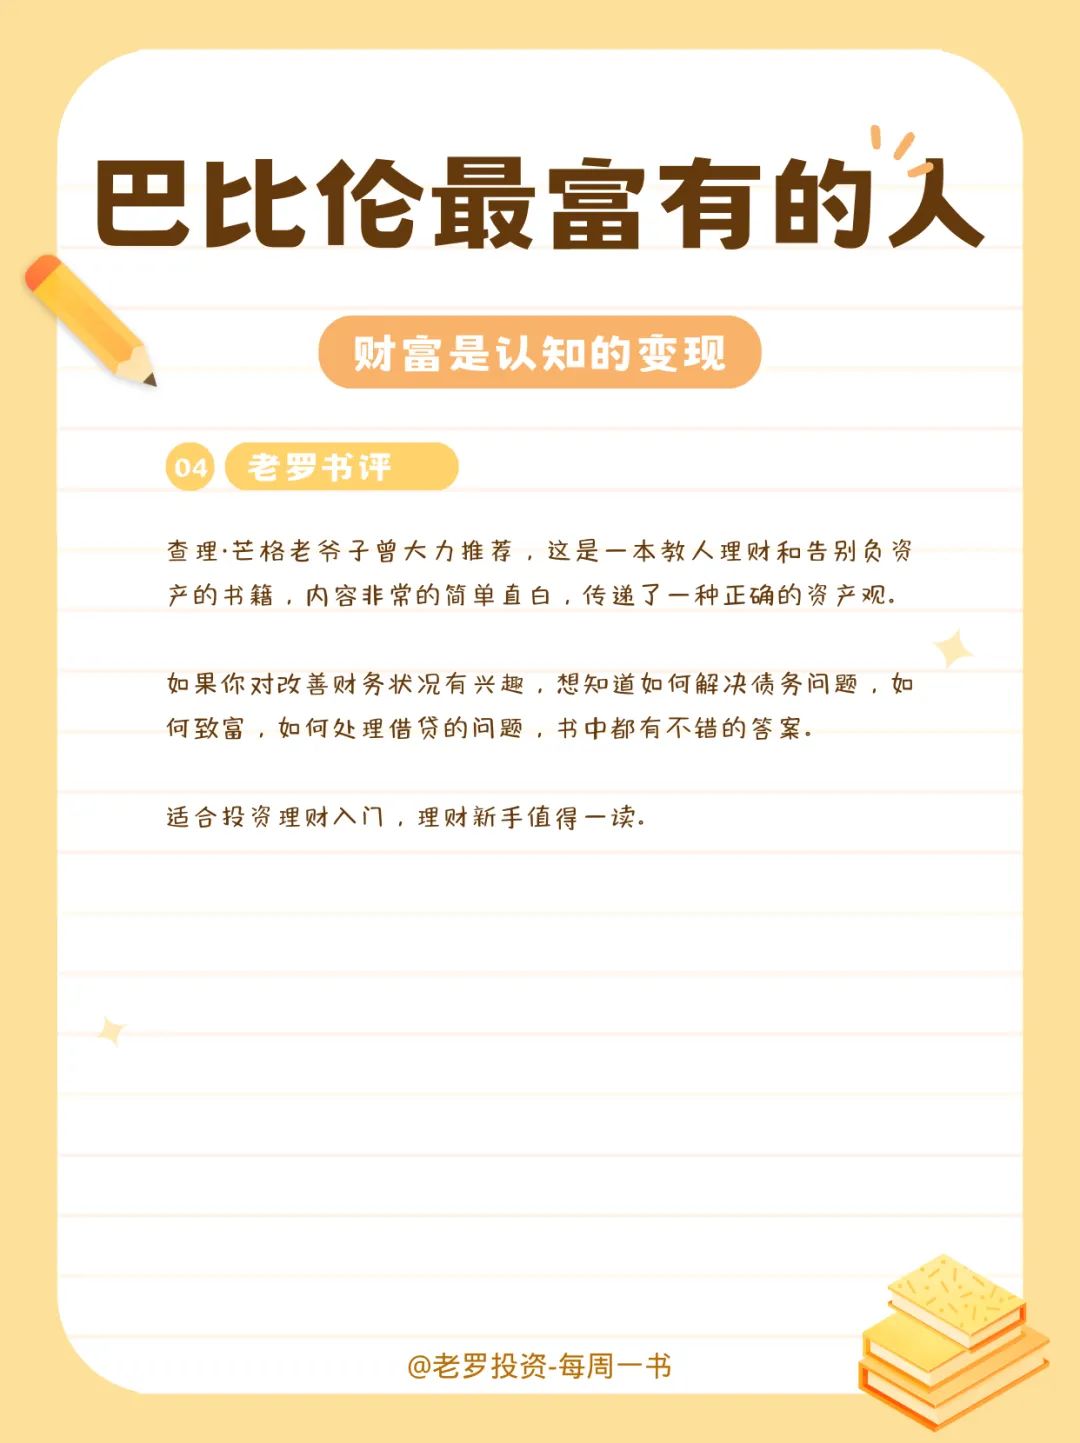 巴比伦最富有的人
财富是认知的变现
04 老罗书评
查理·芒格老爷子曾大力推荐，这是一本教人理财和告别负资
产的书籍，内容非常的简单直白，传递了一种正确的资产观。
如果你对改善财务状况有兴趣，想知道如何解决债务问题，如
何致富，如何处理借贷的问题，书中都有不错的答案。
适合投资理财入门，理财新手值得一读。
@老罗投资-每周一书